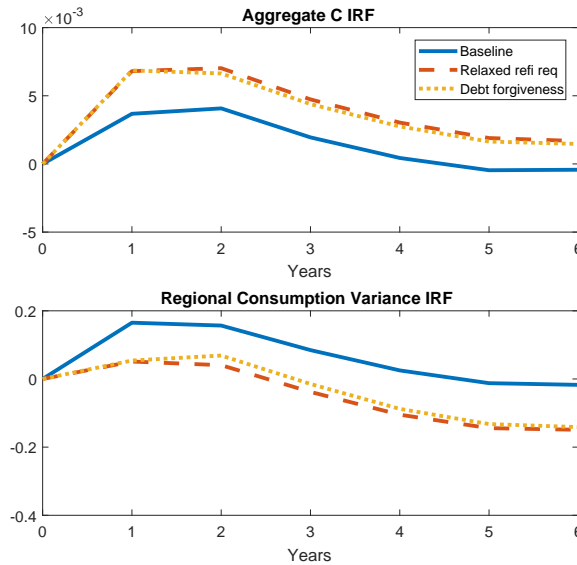 Aggregate C IRF
×10⁻³
10
5
0
-5
Baseline
Relaxed refi req
Debt forgiveness
0 1 2 3 4 5 6
Years
Regional Consumption Variance IRF
0.2
0
-0.2
-0.4
0 1 2 3 4 5 6
Years